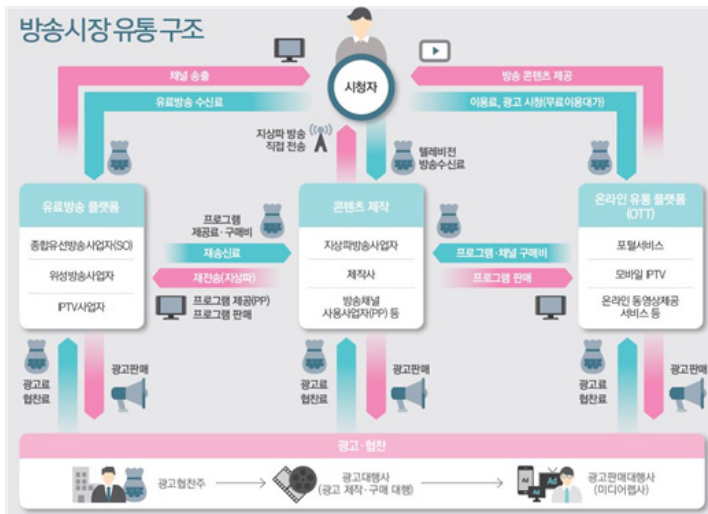 방송시장 유통 구조
채널 송출
유료방송 수신료
시청자
방송 콘텐츠 제공
이용료, 광고 시청(무료이용대가)
지상파 방송
직접 전송
텔레비전
방송수신료
유료방송 플랫폼
종합유선방송사업자(SO)
위성방송사업자
IPTV사업자
프로그램
제공료·구매비
재송신료
재전송(지상파)
프로그램 제공(PP)
프로그램 판매
콘텐츠 제작
지상파방송사업자
제작사
방송채널
사용사업자(PP) 등
프로그램·채널 구매비
프로그램 판매
온라인 유통 플랫폼
(OTT)
포털서비스
모바일 IPTV
온라인 동영상제공
서비스 등
광고료
협찬료
광고판매
광고료
협찬료
광고판매
광고료
협찬료
광고판매
광고·협찬
광고협찬주
광고대행사
(광고 제작·구매 대행)
Ad
Ad
Ad
광고판매대행사
(미디어렙사)